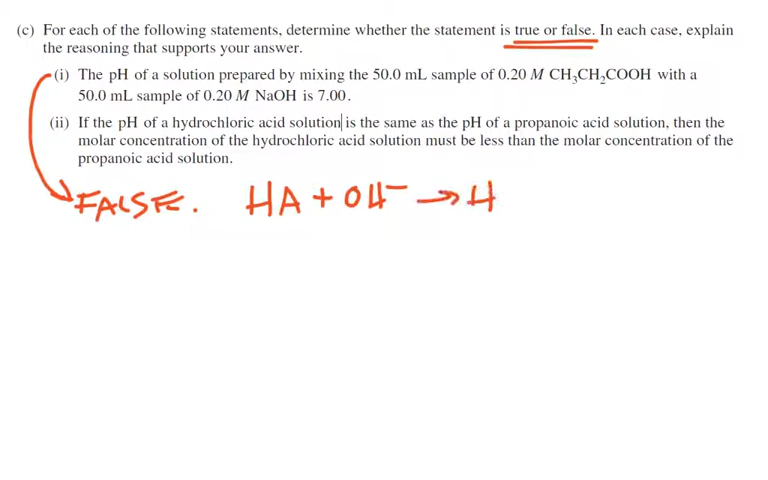 (c) For each of the following statements, determine whether the statement is true or false. In each case, explain
the reasoning that supports your answer.
(i) The pH of a solution prepared by mixing the 50.0 mL sample of 0.20 M CH₃CH₂COOH with a
50.0 mL sample of 0.20 M NaOH is 7.00.
(ii) If the pH of a hydrochloric acid solution is the same as the pH of a propanoic acid solution, then the
molar concentration of the hydrochloric acid solution must be less than the molar concentration of the
propanoic acid solution.
FALSE. HA + OH⁻ → H